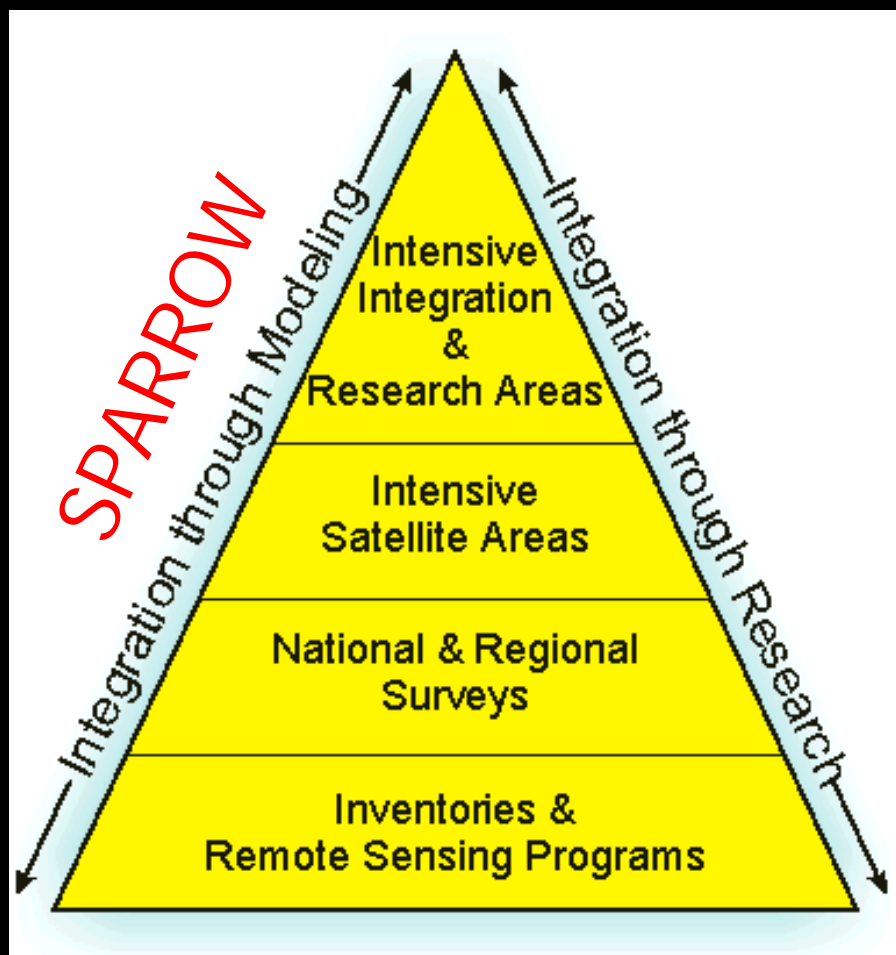 SPARROW
Integration through Modeling
Integration through Research
Intensive
Integration
&
Research Areas
Intensive
Satellite Areas
National & Regional
Surveys
Inventories &
Remote Sensing Programs